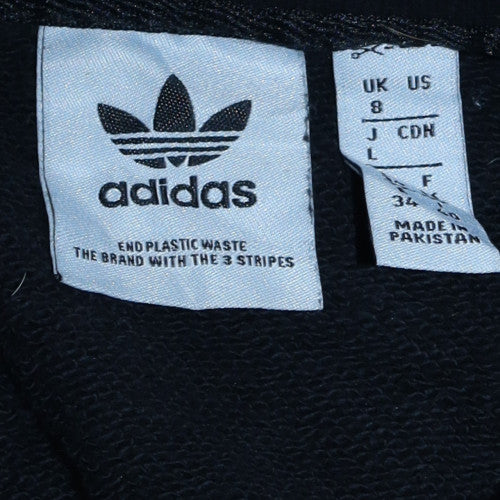 adidas
END PLASTIC WASTE
THE BRAND WITH THE 3 STRIPES
UK US
8
J CDN
L
F
34
MADE IN
PAKISTAN